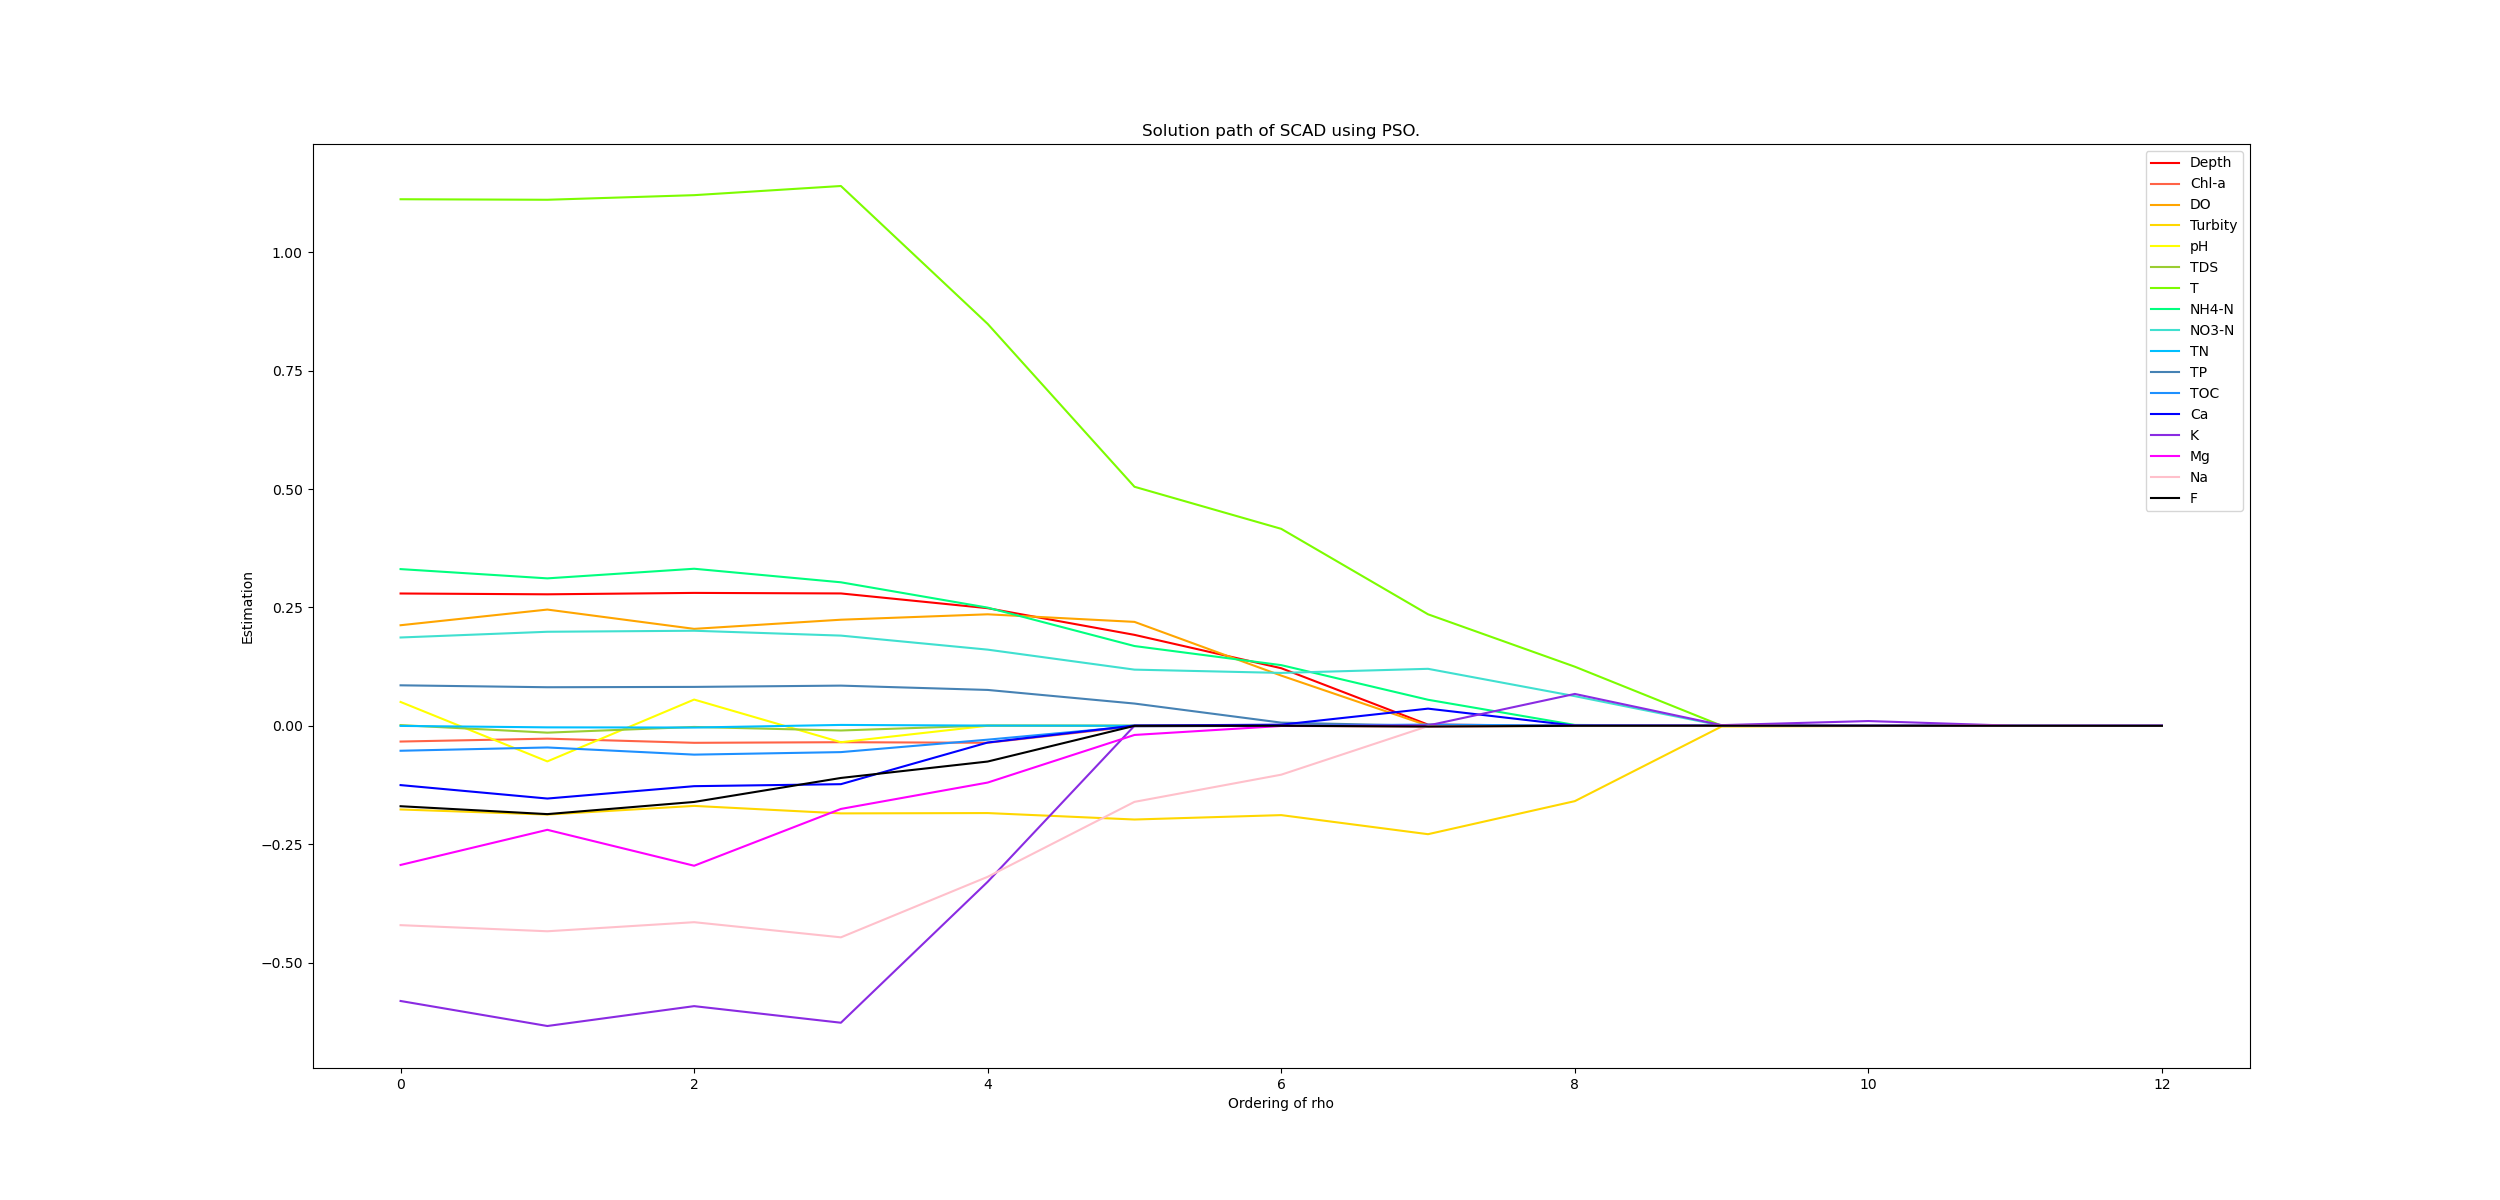 Solution path of SCAD using PSO.
Depth
Chl-a
DO
Turbity
pH
TDS
T
NH4-N
NO3-N
TN
TP
TOC
Ca
K
Mg
Na
F
1.00
0.75
0.50
0.25
0.00
−0.25
−0.50
Estimation
0 2 4 6 8 10 12
Ordering of rho